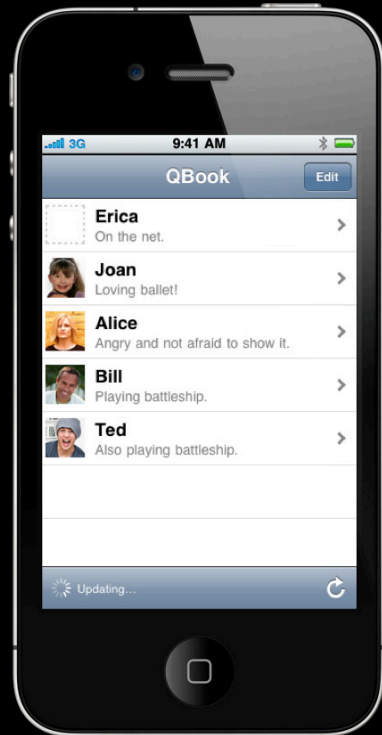 3G 9:41 AM
QBook Edit
Erica
On the net.
Joan
Loving ballet!
Alice
Angry and not afraid to show it.
Bill
Playing battleship.
Ted
Also playing battleship.
Updating...